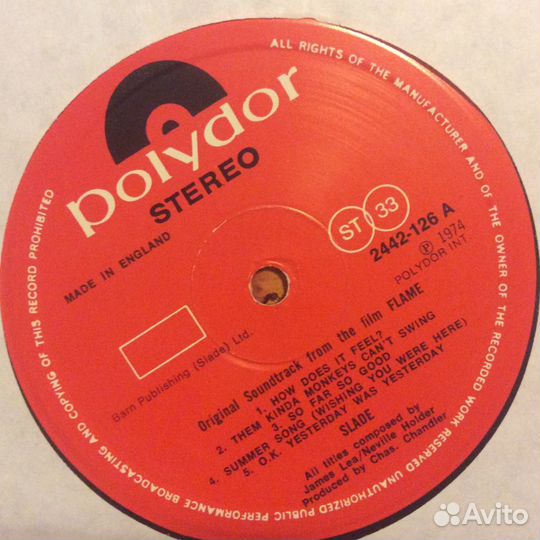 polydor
STEREO
MADE IN ENGLAND
ST 33
2442-126 A
℗ 1974
POLYDOR INT.
Barn Publishing (Slade) Ltd.
Original Soundtrack from the film FLAME
1. HOW DOES IT FEEL?
2. THEM KINDA MONKEYS CAN'T SWING
3. SO FAR SO GOOD
4. SUMMER SONG (WISHING YOU WERE HERE)
5. O.K. YESTERDAY WAS YESTERDAY
SLADE
All titles composed by
James Lea/Neville Holder
Produced by Chas. Chandler
ALL RIGHTS OF THE MANUFACTURER AND OF THE OWNER OF THE RECORDED WORK RESERVED UNAUTHORIZED PUBLIC PERFORMANCE BROADCASTING AND COPYING OF THIS RECORD PROHIBITED
Avito